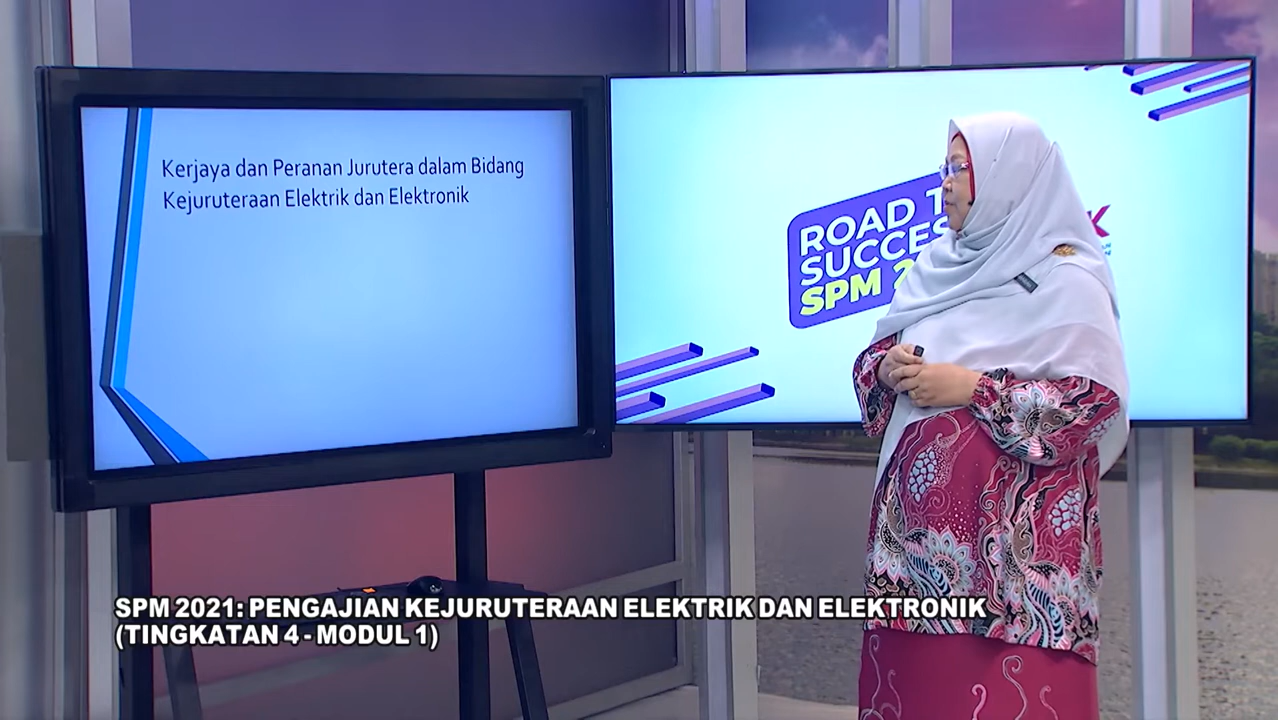 Kerjaya dan Peranan Jurutera dalam Bidang
Kejuruteraan Elektrik dan Elektronik
ROAD T
SUCCES
SPM 2
K
SPM 2021: PENGAJIAN KEJURUTERAAN ELEKTRIK DAN ELEKTRONIK
(TINGKATAN 4 - MODUL 1)